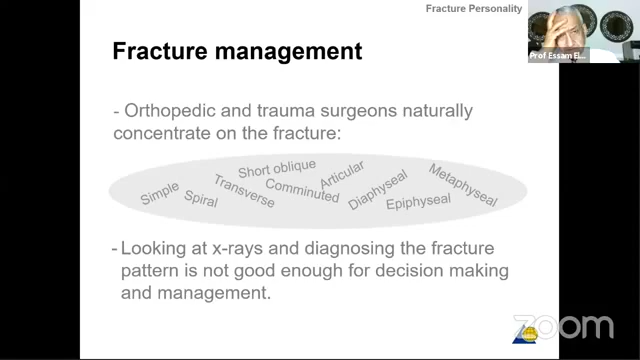 Fracture Personality
Prof Essam El...
Fracture management
- Orthopedic and trauma surgeons naturally
concentrate on the fracture:
Simple
Spiral
Transverse
Short oblique
Comminuted
Articular
Diaphyseal
Epiphyseal
Metaphyseal
- Looking at x-rays and diagnosing the fracture
pattern is not good enough for decision making
and management.
zoom